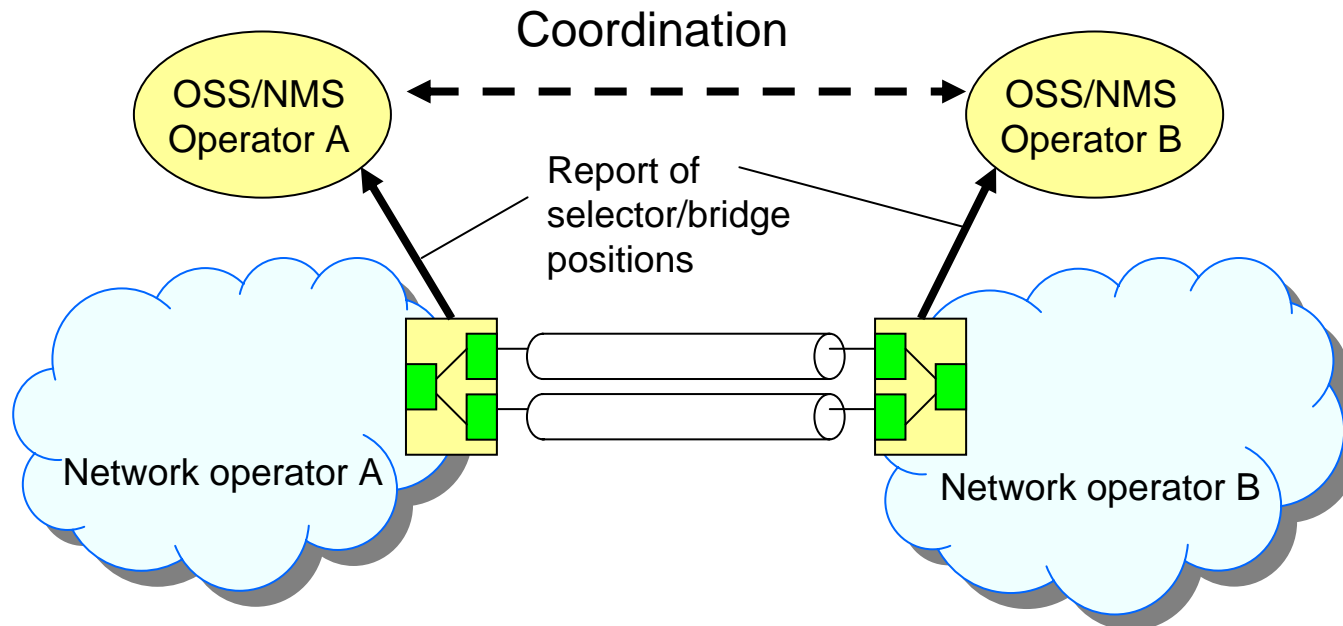 Coordination
OSS/NMS
Operator A
OSS/NMS
Operator B
Report of
selector/bridge
positions
Network operator A
Network operator B